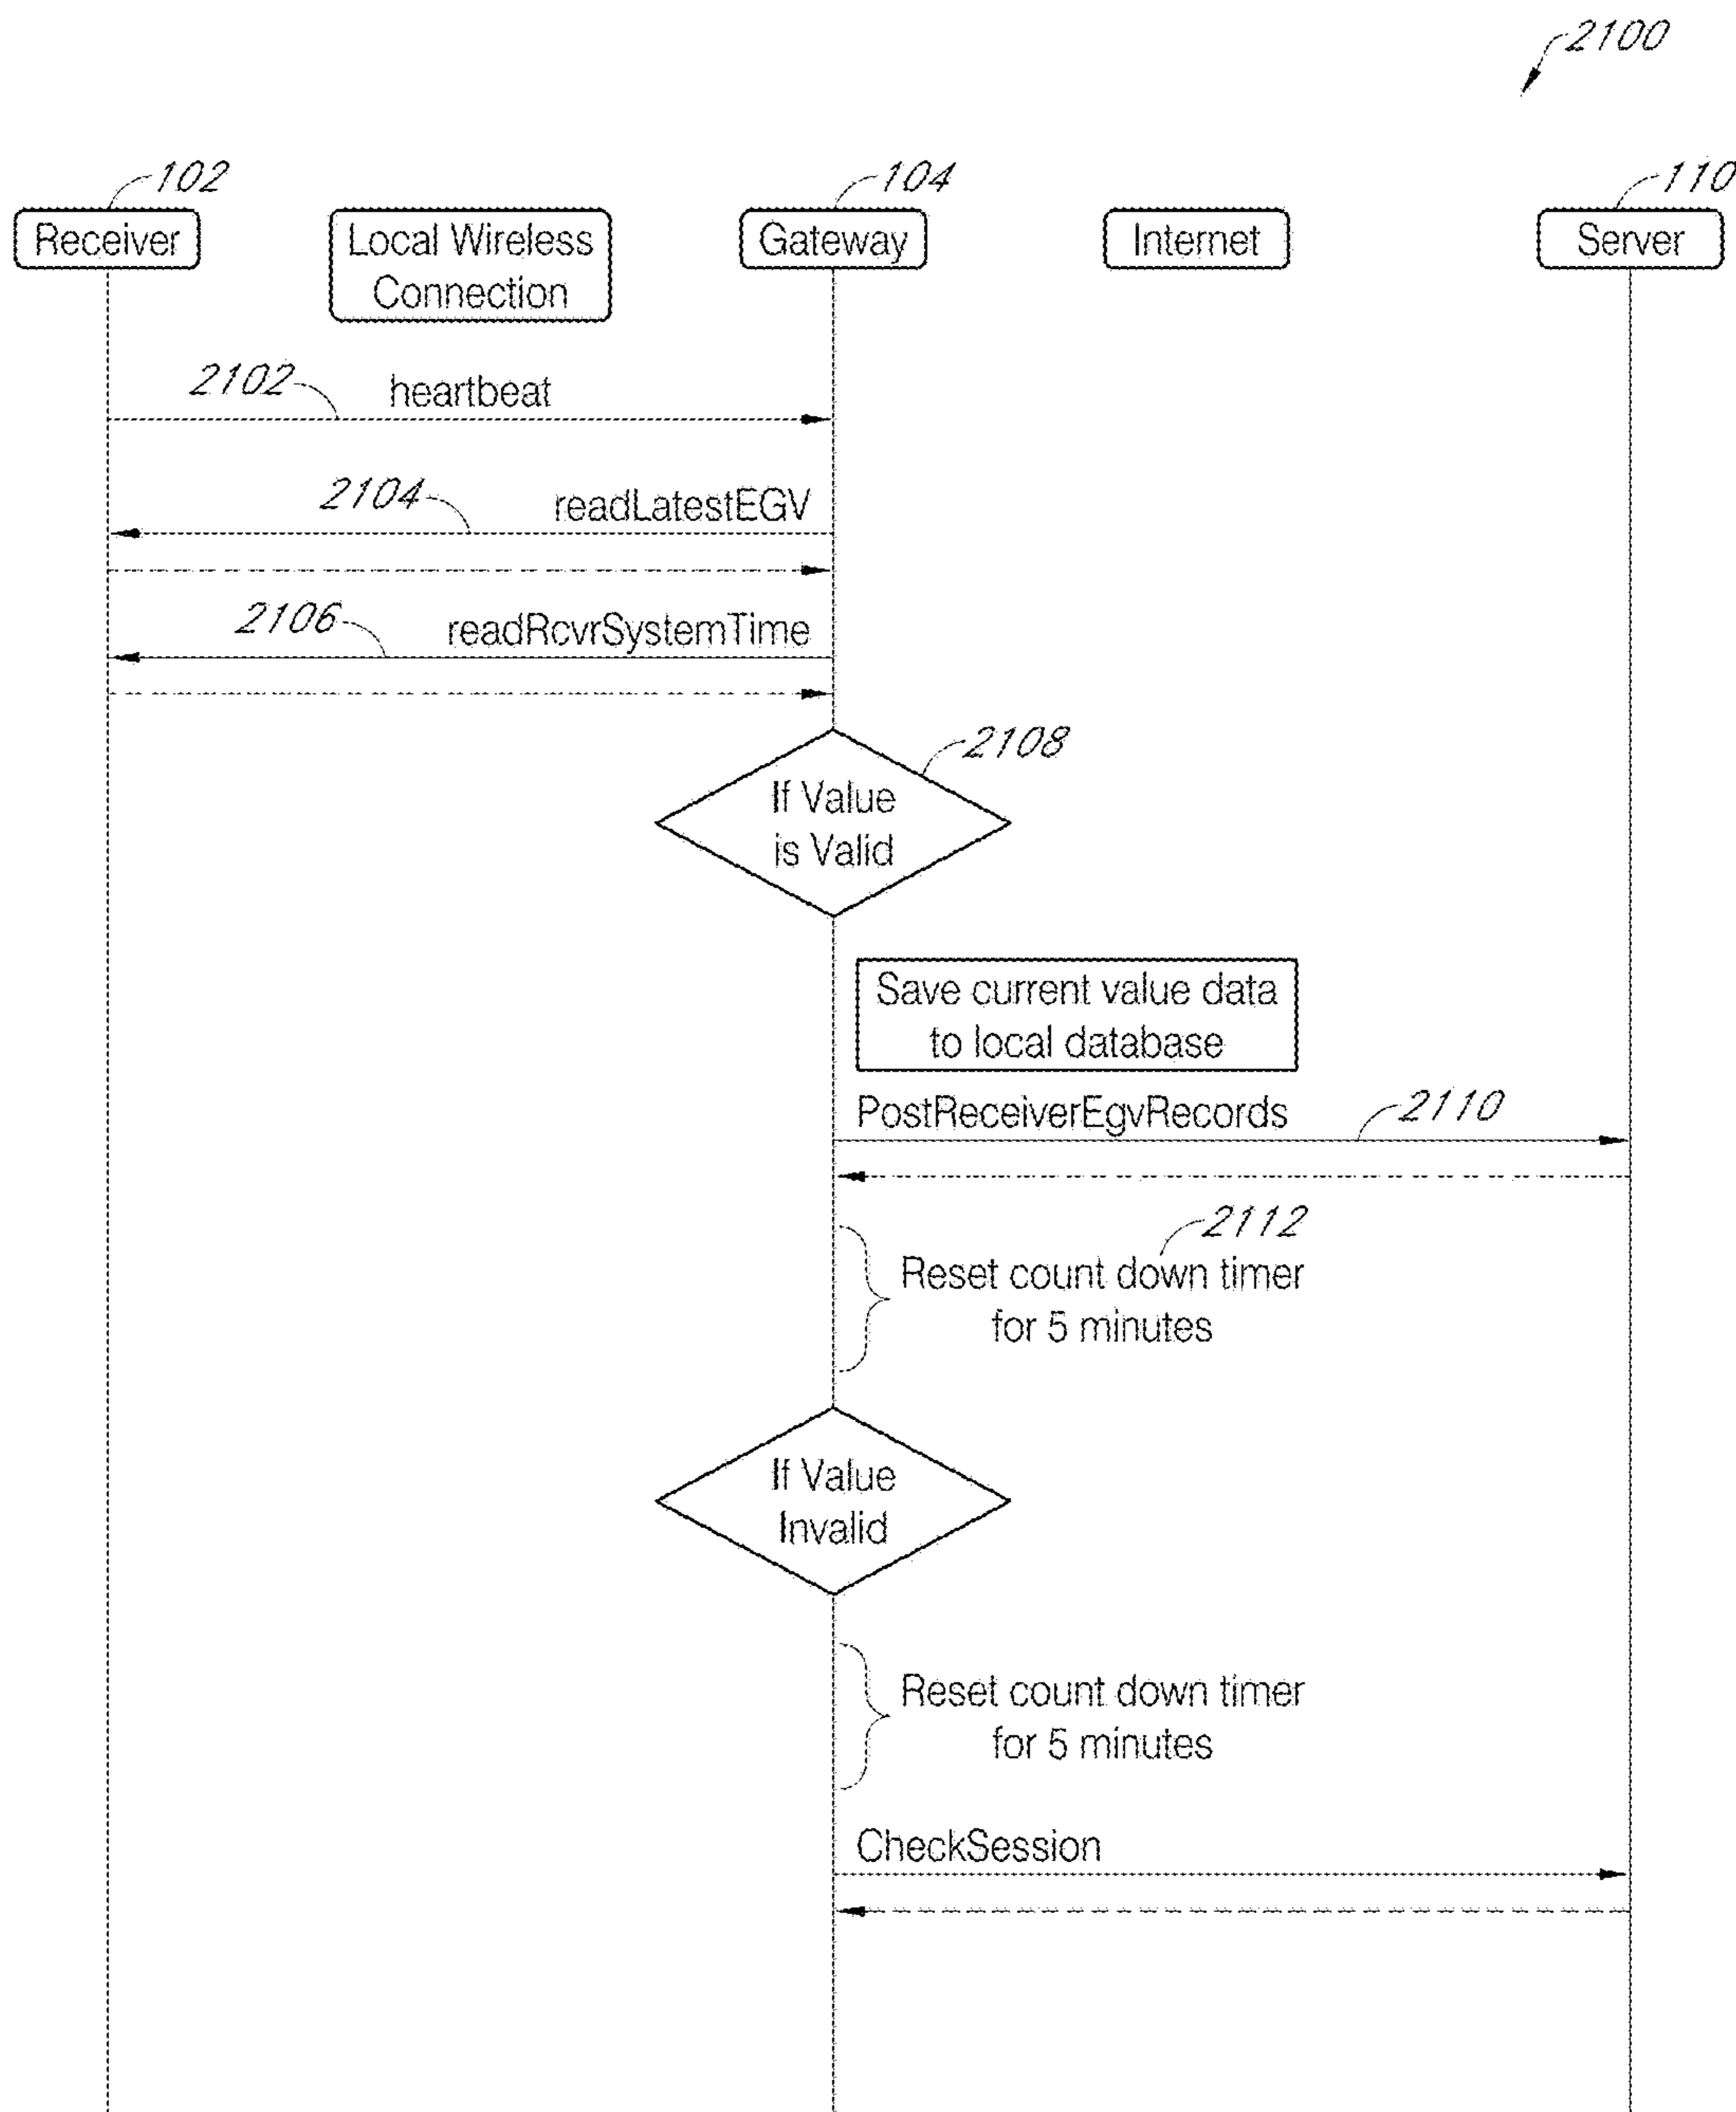 2100
102
104
110
Receiver
Local Wireless
Connection
Gateway
Internet
Server
2102
heartbeat
2104
readLatestEGV
2106
readRcvrSystemTime
2108
If Value
is Valid
Save current value data
to local database
PostReceiverEgvRecords
2110
2112
Reset count down timer
for 5 minutes
If Value
Invalid
Reset count down timer
for 5 minutes
CheckSession